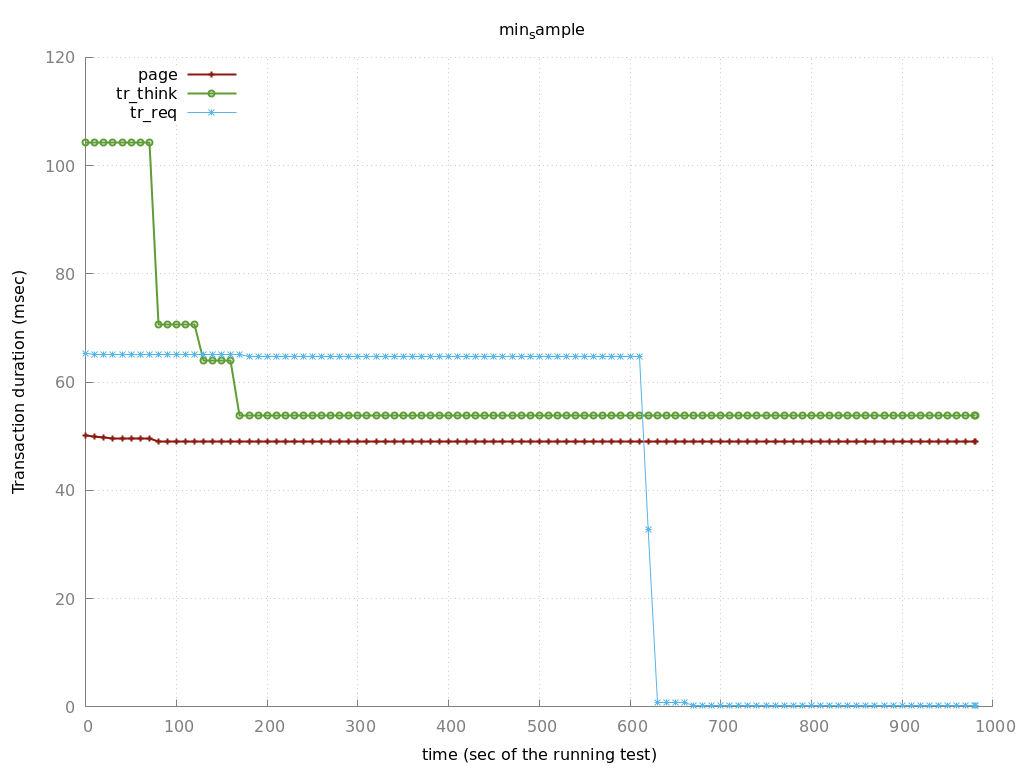 min_sample
120
page
tr_think
tr_req
100
80
60
40
20
0
Transaction duration (msec)
0 100 200 300 400 500 600 700 800 900 1000
time (sec of the running test)